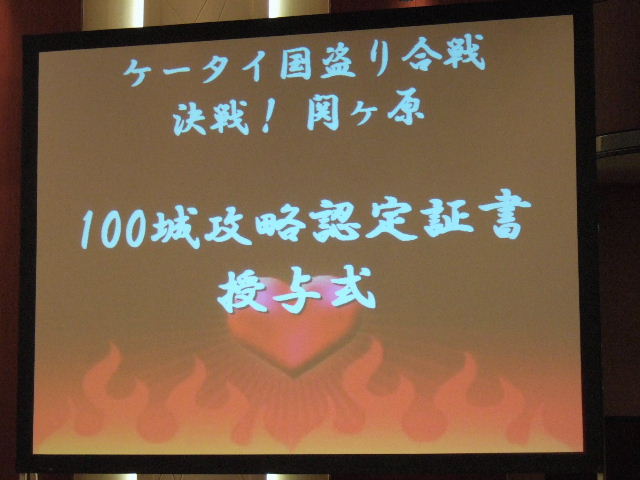 ケータイ国盗り合戦
決戦！関ヶ原
100城攻略認定証書
授与式